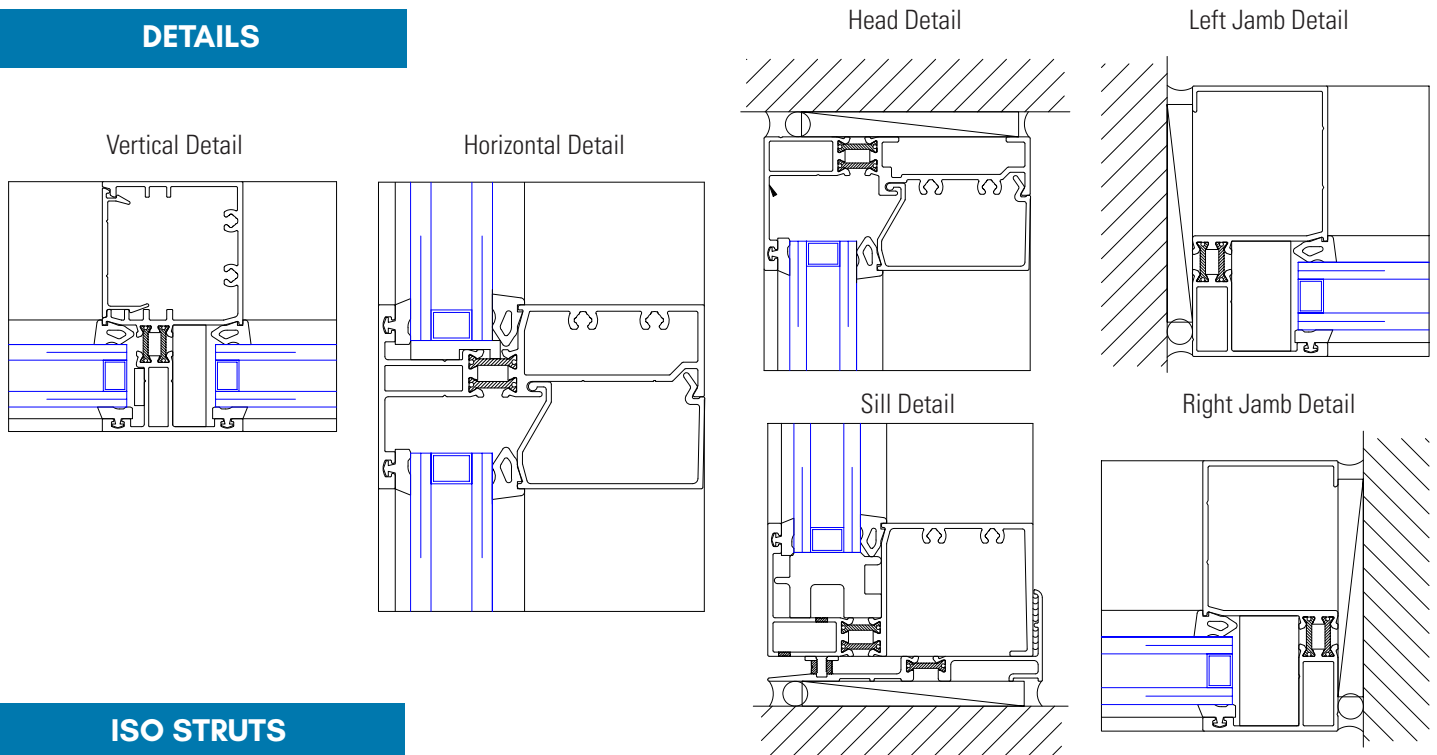 DETAILS
Vertical Detail
Horizontal Detail
Head Detail
Left Jamb Detail
Sill Detail
Right Jamb Detail
ISO STRUTS